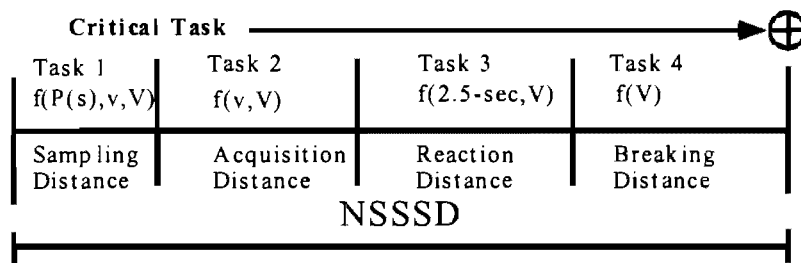 Critical Task
Task 1 Task 2 Task 3 Task 4
f(P(s),v,V) f(v,V) f(2.5-sec,V) f(V)
Sampling Acquisition Reaction Breaking
Distance Distance Distance Distance
NSSSD